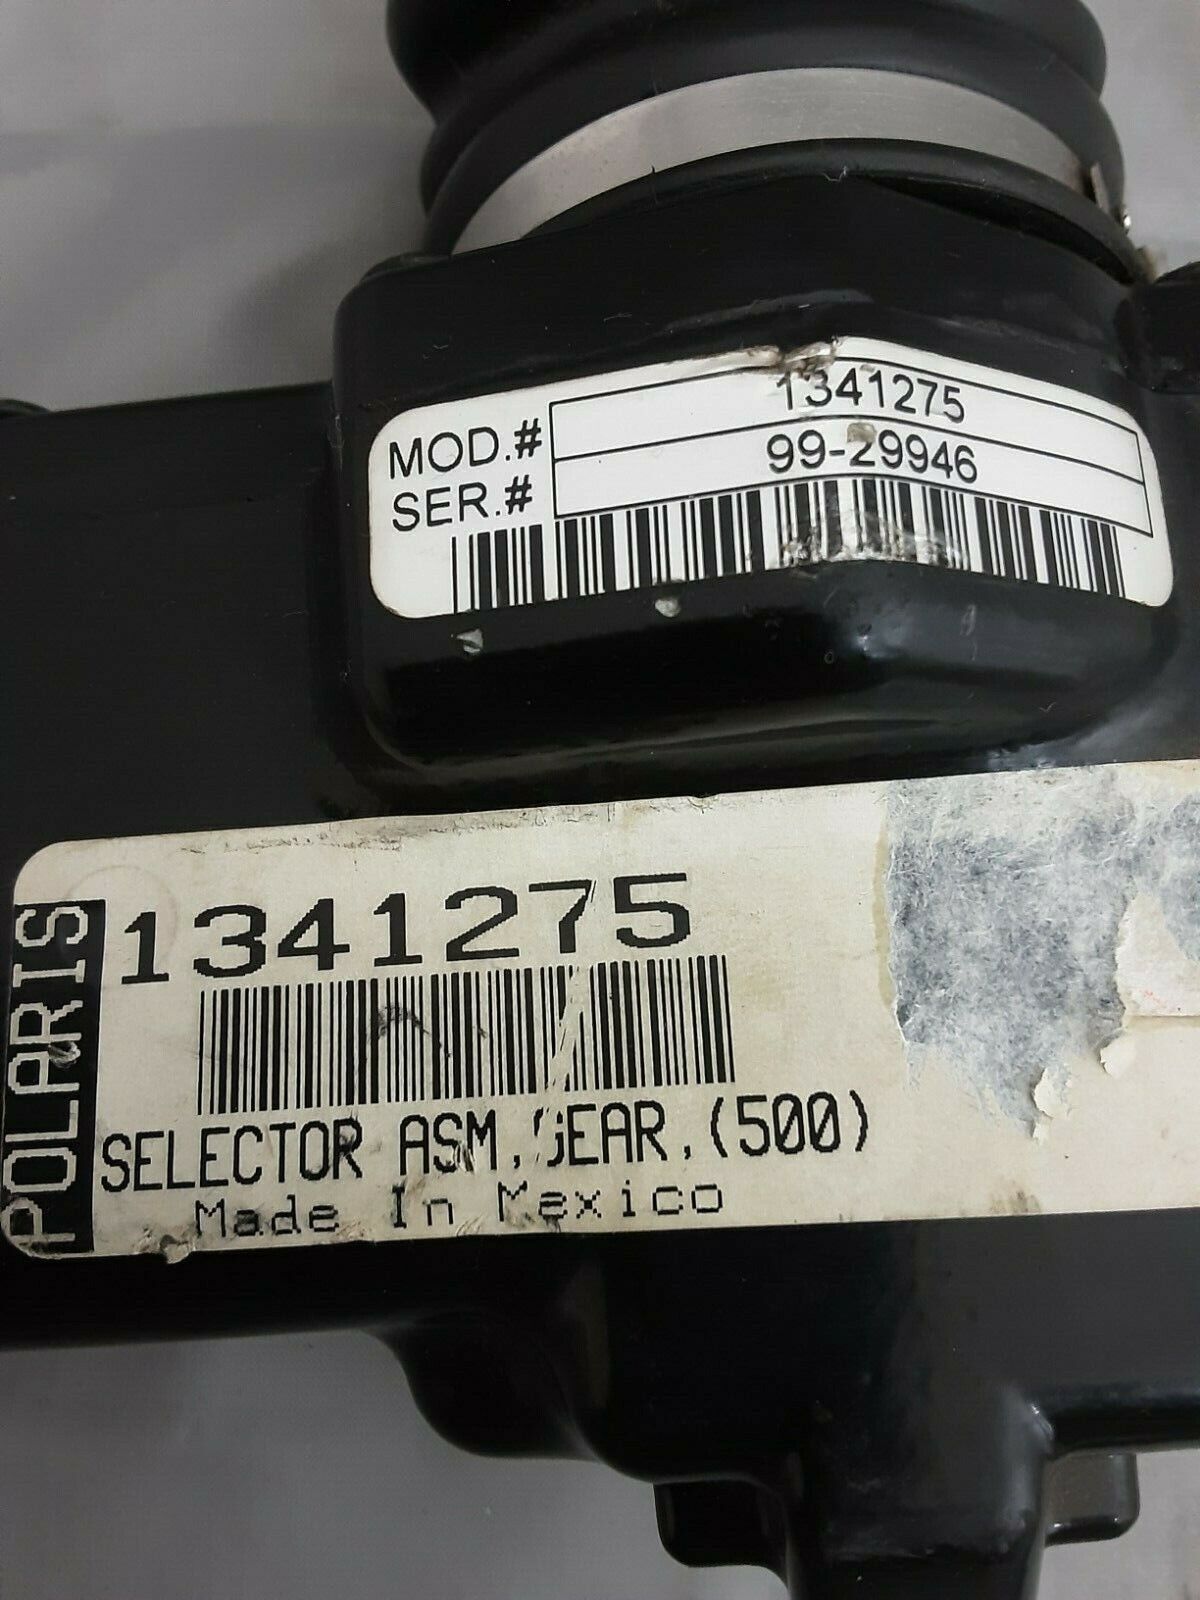 MOD.# 1341275
SER.# 99-29946
POLARIS
1341275
SELECTOR ASM, GEAR, (500)
Made In Mexico